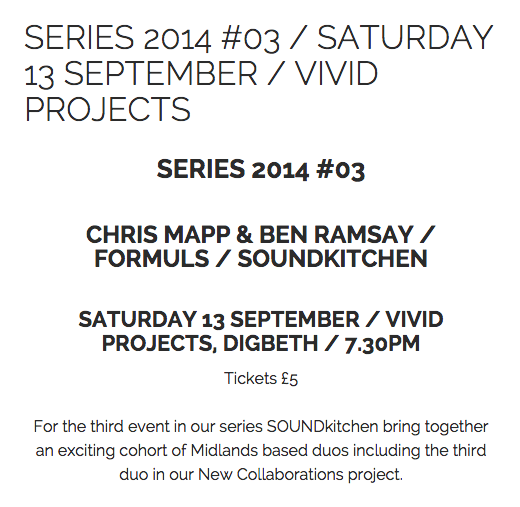 SERIES 2014 #03 / SATURDAY
13 SEPTEMBER / VIVID
PROJECTS
SERIES 2014 #03
CHRIS MAPP & BEN RAMSAY /
FORMULS / SOUNDKITCHEN
SATURDAY 13 SEPTEMBER / VIVID
PROJECTS, DIGBETH / 7.30PM
Tickets £5
For the third event in our series SOUNDkitchen bring together
an exciting cohort of Midlands based duos including the third
duo in our New Collaborations project.